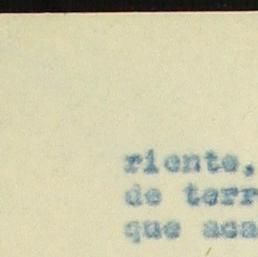 riente,
de terr
que aca